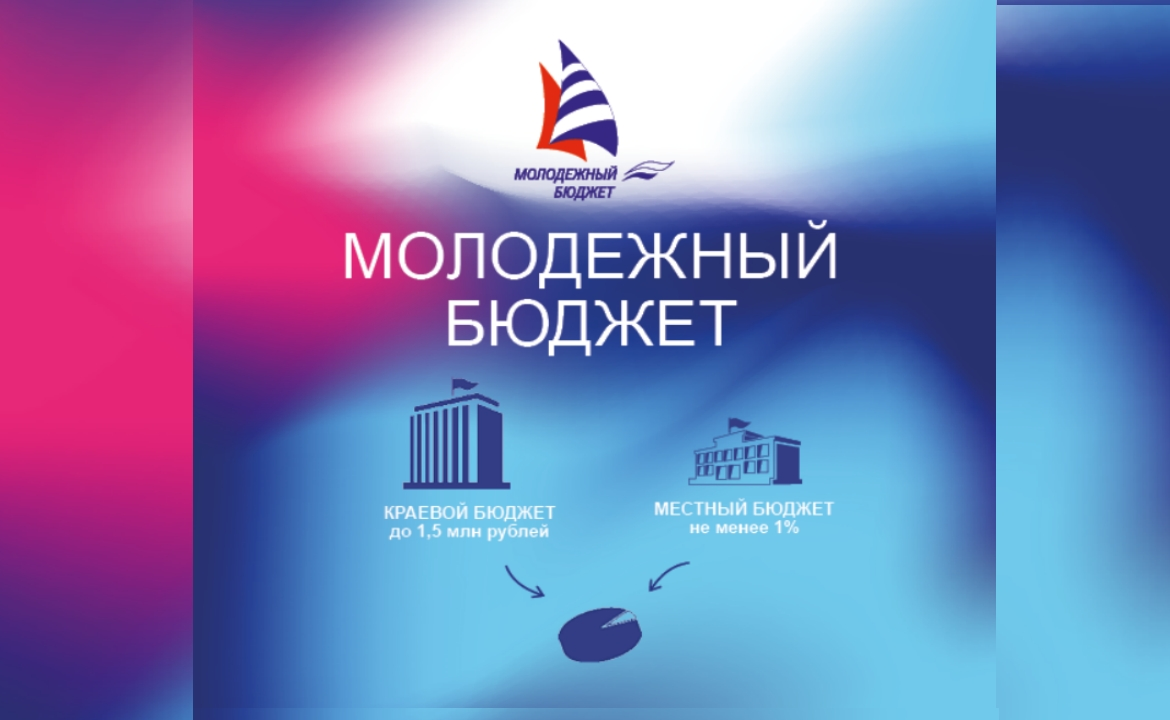 МОЛОДЕЖНЫЙ
БЮДЖЕТ
МОЛОДЕЖНЫЙ
БЮДЖЕТ
КРАЕВОЙ БЮДЖЕТ
до 1,5 млн рублей
МЕСТНЫЙ БЮДЖЕТ
не менее 1%